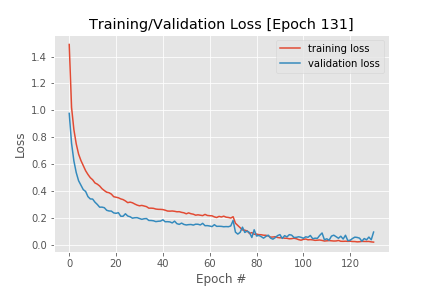 Training/Validation Loss [Epoch 131]
training loss
validation loss
1.4
1.2
1.0
0.8
0.6
0.4
0.2
0.0
Loss
0 20 40 60 80 100 120
Epoch #